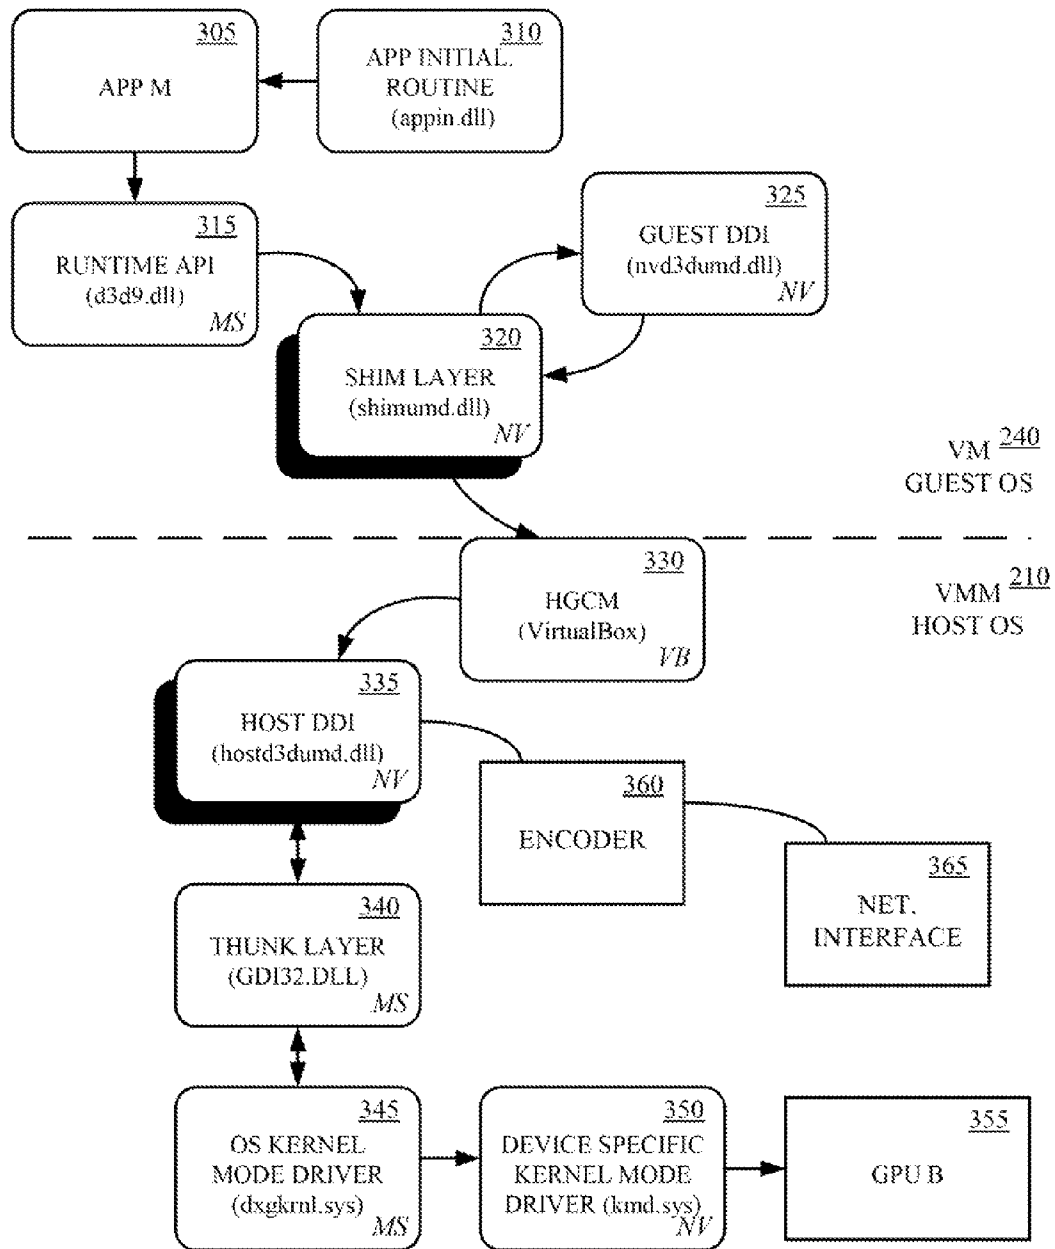 305
APP M
310
APP INITIAL.
ROUTINE
(appin.dll)
315
RUNTIME API
(d3d9.dll)
MS
325
GUEST DDI
(nvd3dumd.dll)
NV
320
SHIM LAYER
(shimumd.dll)
NV
VM 240
GUEST OS
330
HGCM
(VirtualBox)
VB
VMM 210
HOST OS
335
HOST DDI
(hostd3dumd.dll)
NV
360
ENCODER
365
NET.
INTERFACE
340
THUNK LAYER
(GDI32.DLL)
MS
345
OS KERNEL
MODE DRIVER
(dxgkrnl.sys)
MS
350
DEVICE SPECIFIC
KERNEL MODE
DRIVER (kmd.sys)
NV
355
GPU B